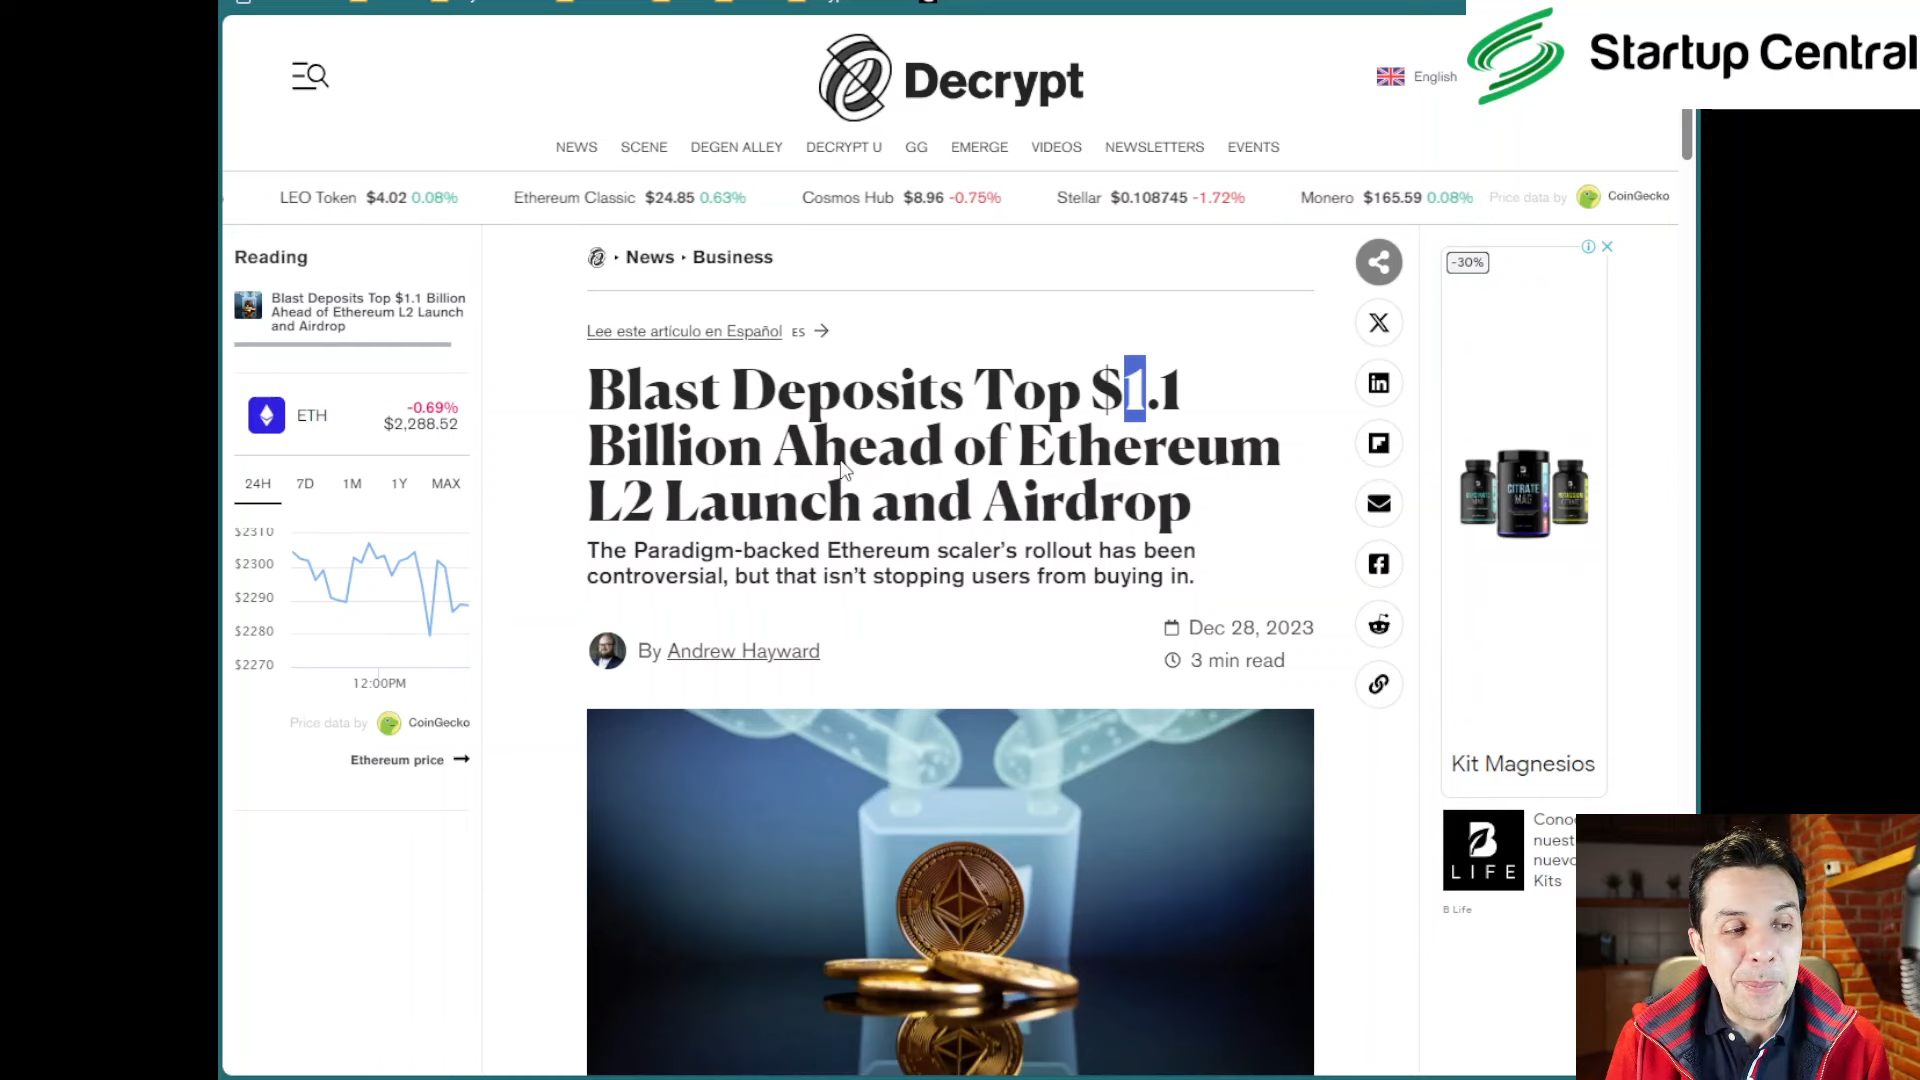 Startup Central
Decrypt
English
NEWS SCENE DEGEN ALLEY DECRYPT U GG EMERGE VIDEOS NEWSLETTERS EVENTS
LEO Token $4.02 0.08% Ethereum Classic $24.85 0.63% Cosmos Hub $8.96 -0.75% Stellar $0.108745 -1.72% Monero $165.59 0.08% Price data by CoinGecko
Reading
Blast Deposits Top $1.1 Billion
Ahead of Ethereum L2 Launch
and Airdrop
ETH
-0.69%
$2,288.52
24H 7D 1M 1Y MAX
$2310
$2300
$2290
$2280
$2270
12:00PM
Price data by CoinGecko
Ethereum price →
News · Business
Lee este artículo en Español ES →
Blast Deposits Top $1.1
Billion Ahead of Ethereum
L2 Launch and Airdrop
The Paradigm-backed Ethereum scaler's rollout has been
controversial, but that isn't stopping users from buying in.
By Andrew Hayward
Dec 28, 2023
3 min read
-30%
CITRATE
MAG
Kit Magnesios
B
LIFE
Cono
nuest
nuevo
Kits
B Life